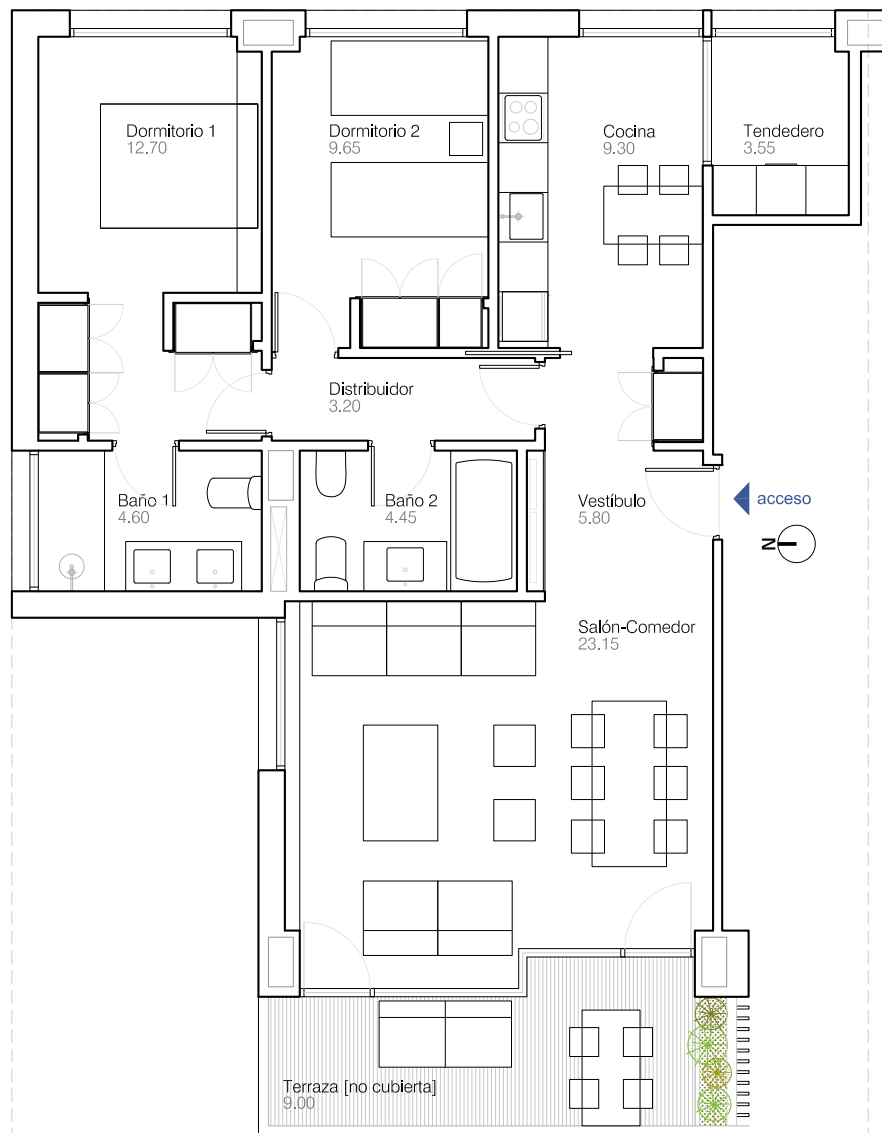 Dormitorio 1
12.70
Dormitorio 2
9.65
Cocina
9.30
Tendedero
3.55
Distribuidor
3.20
Baño 1
4.60
Baño 2
4.45
Vestíbulo
5.80
acceso
N
Salón-Comedor
23.15
Terraza [no cubierta]
9.00